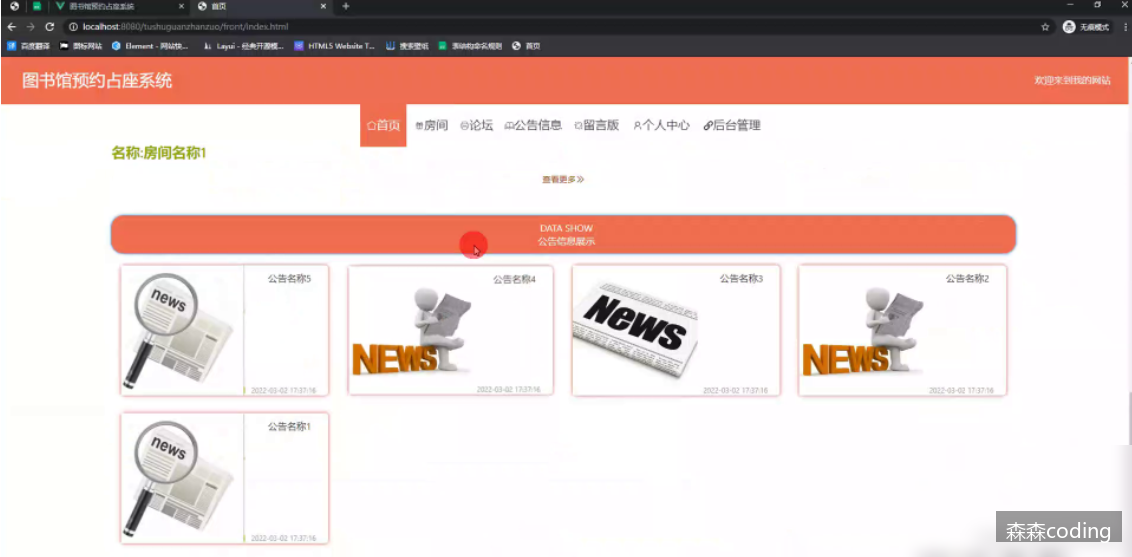 图书馆预约占座系统
首页
localhost:8080/tushuguanzhanzuo/front/index.html
无痕模式
百度翻译
图标网站
Element - 网站快...
Layui - 经典开源模...
HTML5 Website T...
搜索壁纸
首页
图书馆预约占座系统
欢迎来到我的网站
首页 房间 论坛 公告信息 留言版 个人中心 后台管理
名称:房间名称1
查看更多
DATA SHOW
公告信息展示
公告名称5
news
2022-03-02 17:37:16
公告名称4
NEWS
2022-03-02 17:37:16
公告名称3
News
2022-03-02 17:37:16
公告名称2
NEWS
2022-03-02 17:37:16
公告名称1
news
2022-03-02 17:37:16
森森coding